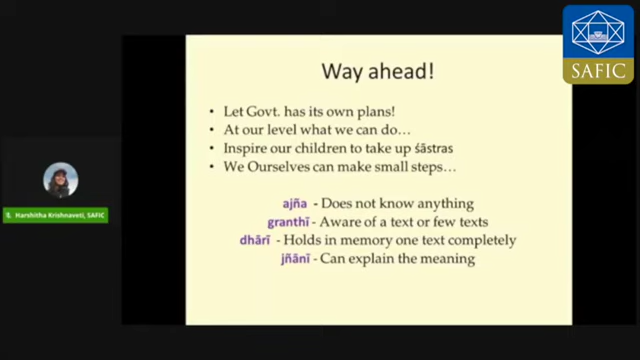 SAFIC
Way ahead!
• Let Govt. has its own plans!
• At our level what we can do…
• Inspire our children to take up śāstras
• We Ourselves can make small steps…
ajña - Does not know anything
granthī - Aware of a text or few texts
dhārī - Holds in memory one text completely
jñānī - Can explain the meaning
Harshitha Krishnaveti, SAFIC